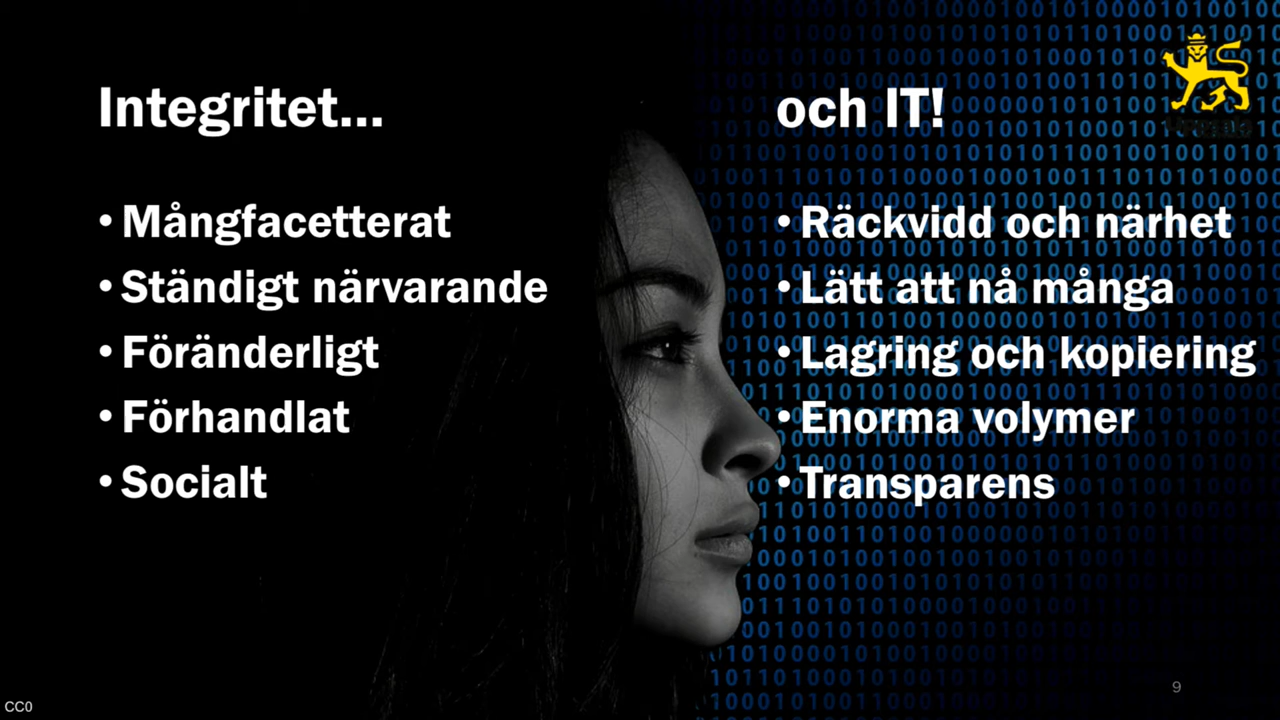 Integritet...
• Mångfacetterat
• Ständigt närvarande
• Föränderligt
• Förhandlat
• Socialt
och IT!
• Räckvidd och närhet
• Lätt att nå många
• Lagring och kopiering
• Enorma volymer
• Transparens
9
CC0